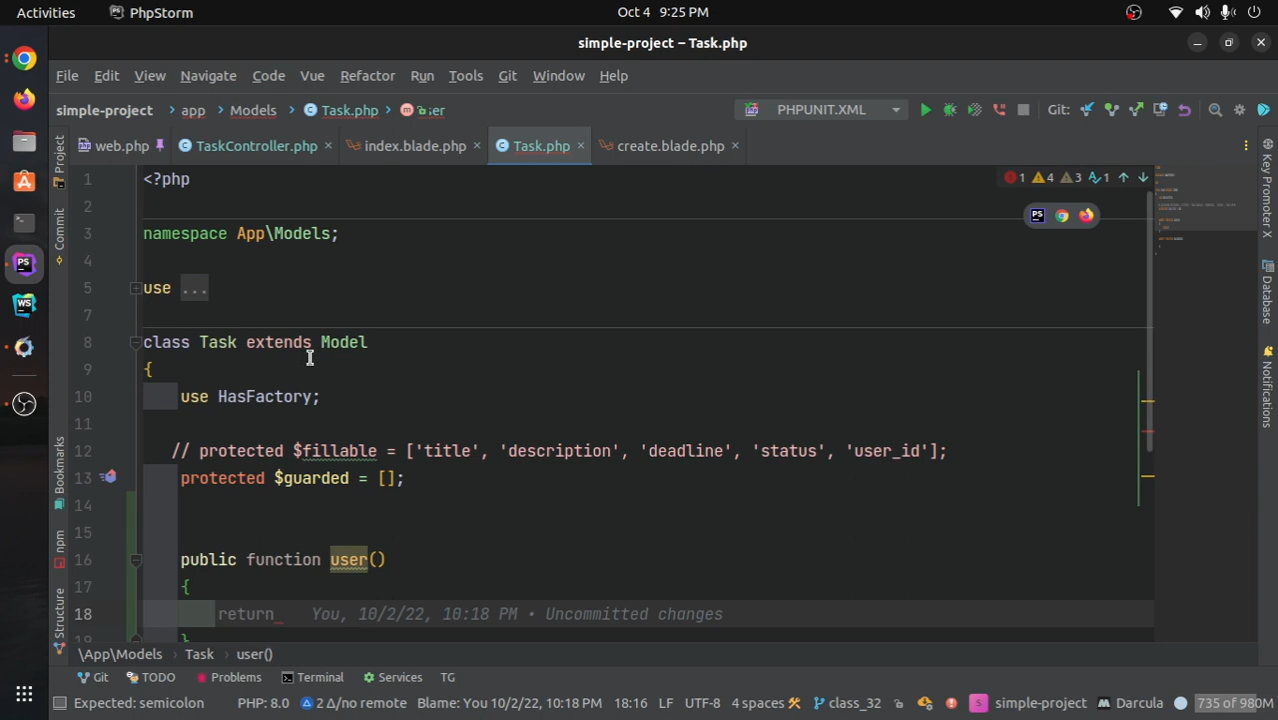 Activities PhpStorm Oct 4 9:25 PM
simple-project – Task.php
File Edit View Navigate Code Vue Refactor Run Tools Git Window Help
simple-project app Models Task.php m PHPUNIT.XML Git:
web.php TaskController.php index.blade.php Task.php create.blade.php
1 <?php
1 4 3 1
2
3 namespace App\Models;
4
5 use ...
7
8 class Task extends Model
9 {
10 use HasFactory;
11
12 // protected $fillable = ['title', 'description', 'deadline', 'status', 'user_id'];
13 protected $guarded = [];
14
15
16 public function user()
17 {
18 return You, 10/2/22, 10:18 PM • Uncommitted changes
19 }
\App\Models Task user()
Git TODO Problems Terminal Services TG
Expected: semicolon PHP: 8.0 2 Δ/no remote Blame: You 10/2/22, 10:18 PM 18:16 LF UTF-8 4 spaces class_32 S simple-project Darcula 735 of 980M
Project
Commit
Bookmarks
npm
Structure
Key Promoter X
Database
Notifications
PS
WS